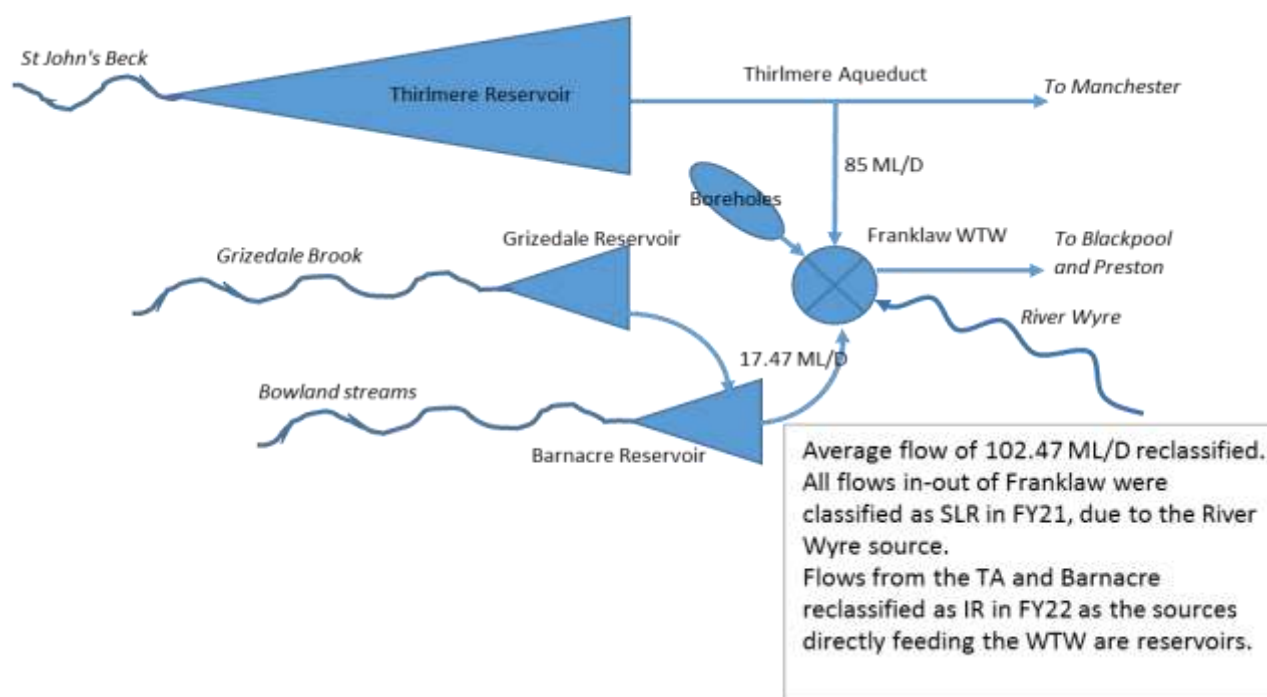 St John's Beck
Thirlmere Reservoir
Thirlmere Aqueduct
To Manchester
85 ML/D
Boreholes
Grizedale Reservoir
Franklaw WTW
To Blackpool
and Preston
Grizedale Brook
River Wyre
17.47 ML/D
Bowland streams
Barnacre Reservoir
Average flow of 102.47 ML/D reclassified.
All flows in-out of Franklaw were
classified as SLR in FY21, due to the River
Wyre source.
Flows from the TA and Barnacre
reclassified as IR in FY22 as the sources
directly feeding the WTW are reservoirs.